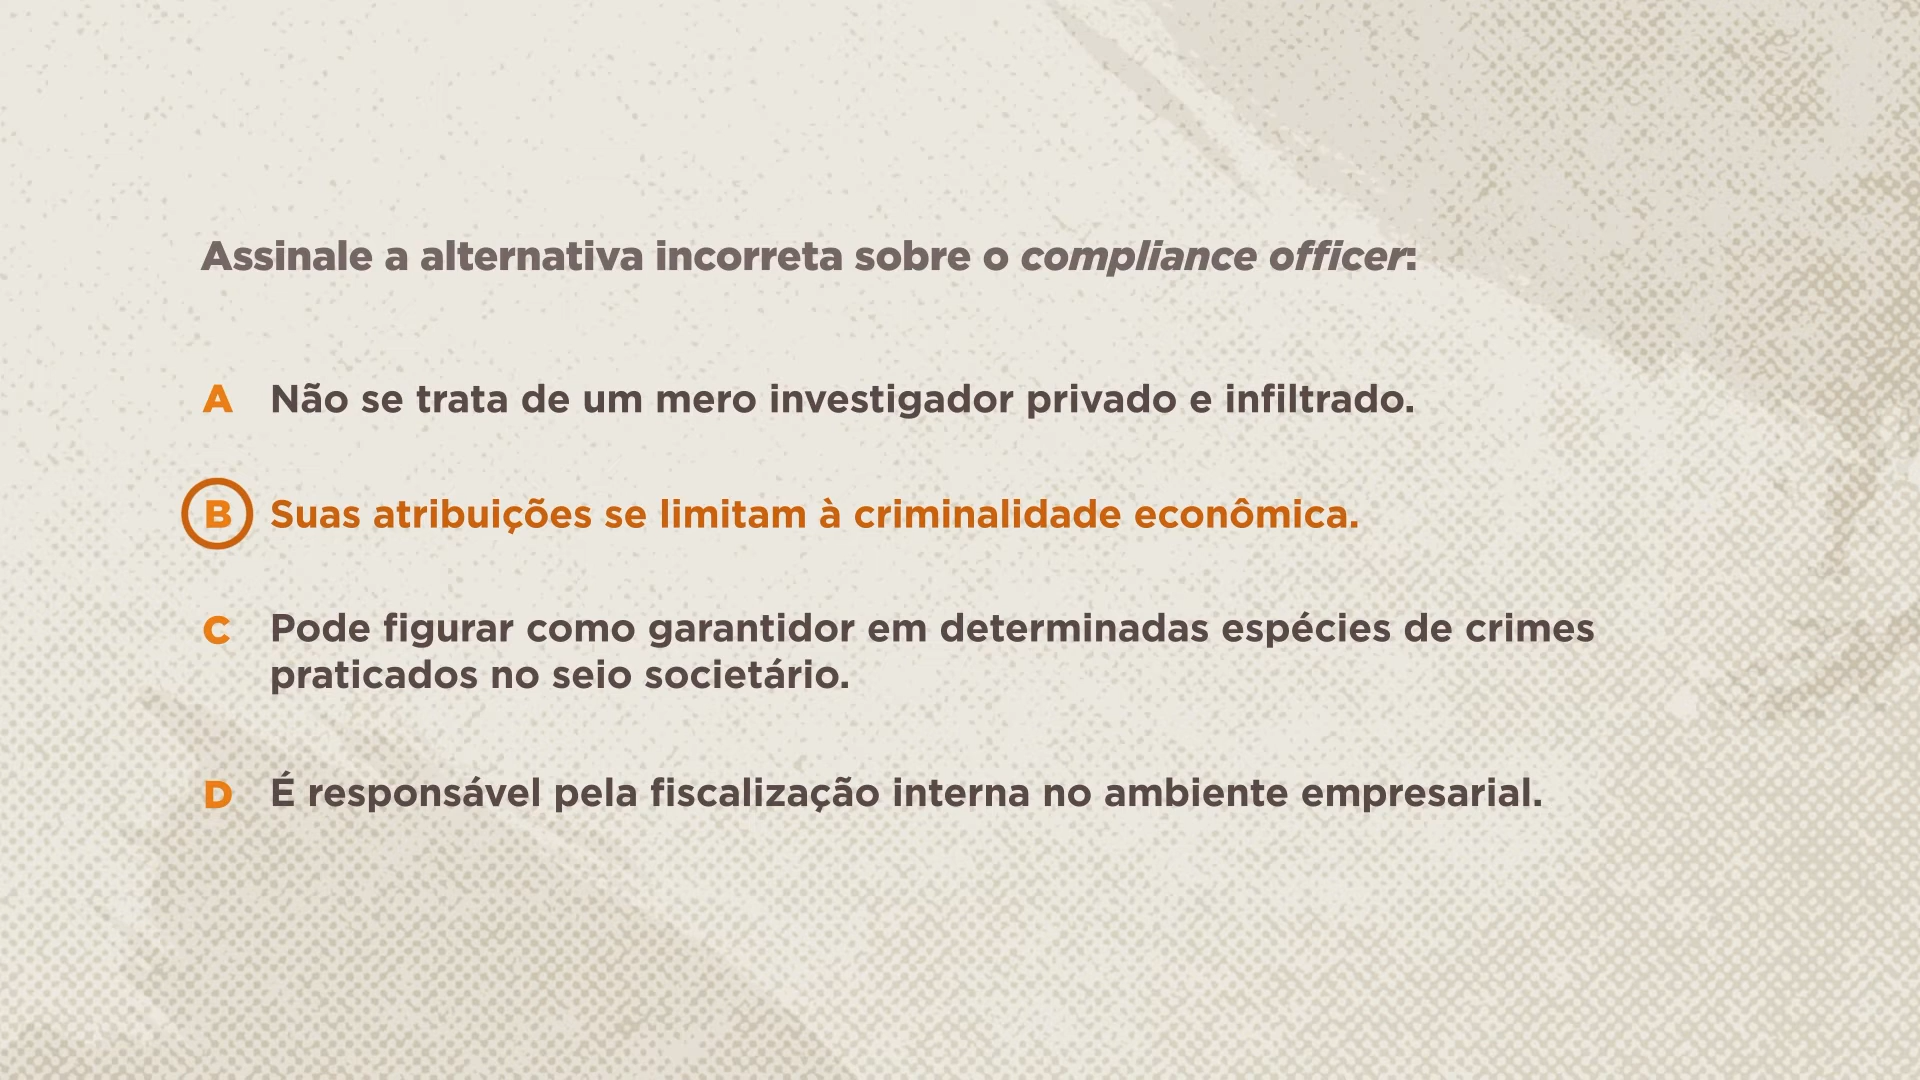 Assinale a alternativa incorreta sobre o compliance officer:
A Não se trata de um mero investigador privado e infiltrado.
B Suas atribuições se limitam à criminalidade econômica.
C Pode figurar como garantidor em determinadas espécies de crimes
praticados no seio societário.
D É responsável pela fiscalização interna no ambiente empresarial.